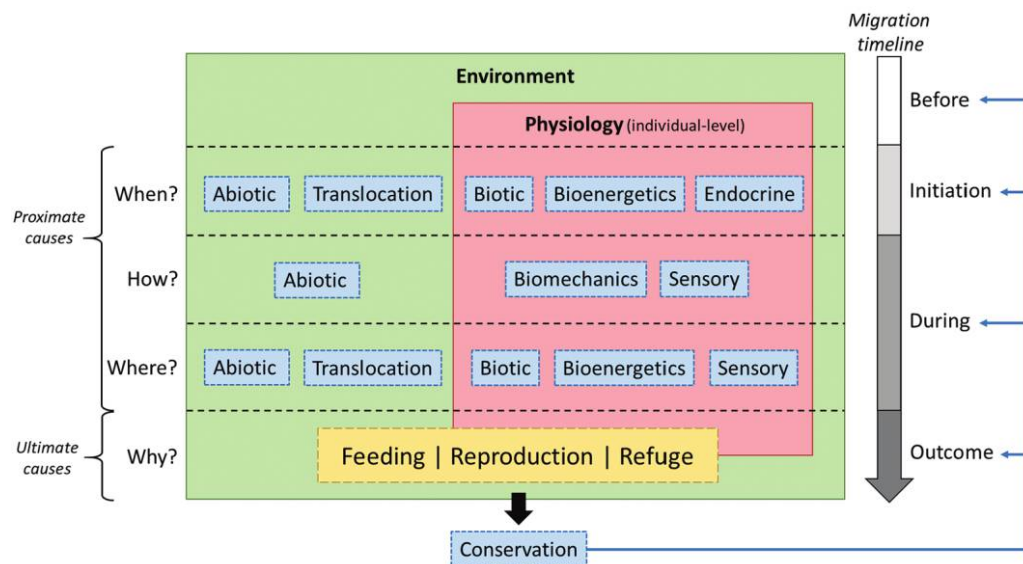 Migration
timeline
Environment
Before
Physiology (individual-level)
When?
Abiotic
Translocation
Biotic
Bioenergetics
Endocrine
Initiation
Proximate
causes
How?
Abiotic
Biomechanics
Sensory
During
Where?
Abiotic
Translocation
Biotic
Bioenergetics
Sensory
Ultimate
causes
Why?
Feeding | Reproduction | Refuge
Outcome
Conservation